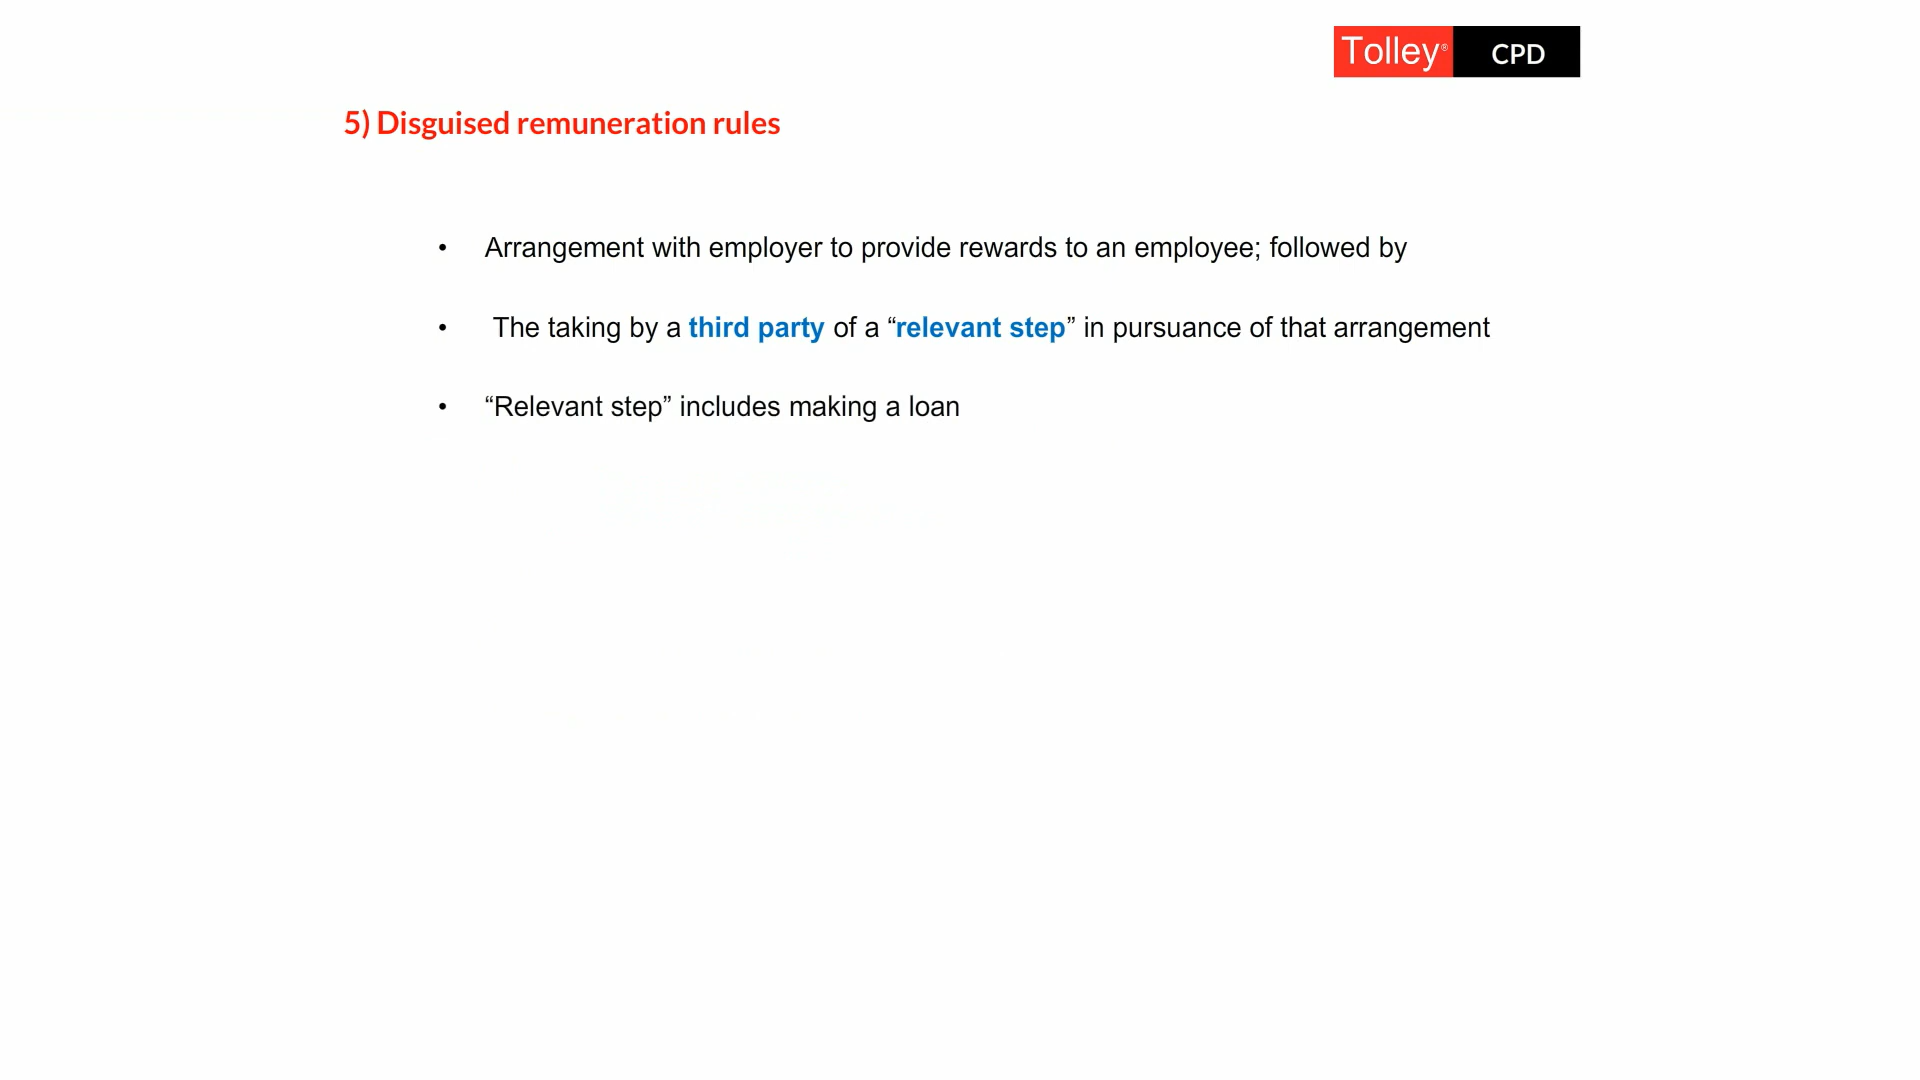 Tolley® CPD
5) Disguised remuneration rules
• Arrangement with employer to provide rewards to an employee; followed by
• The taking by a third party of a “relevant step” in pursuance of that arrangement
• “Relevant step” includes making a loan